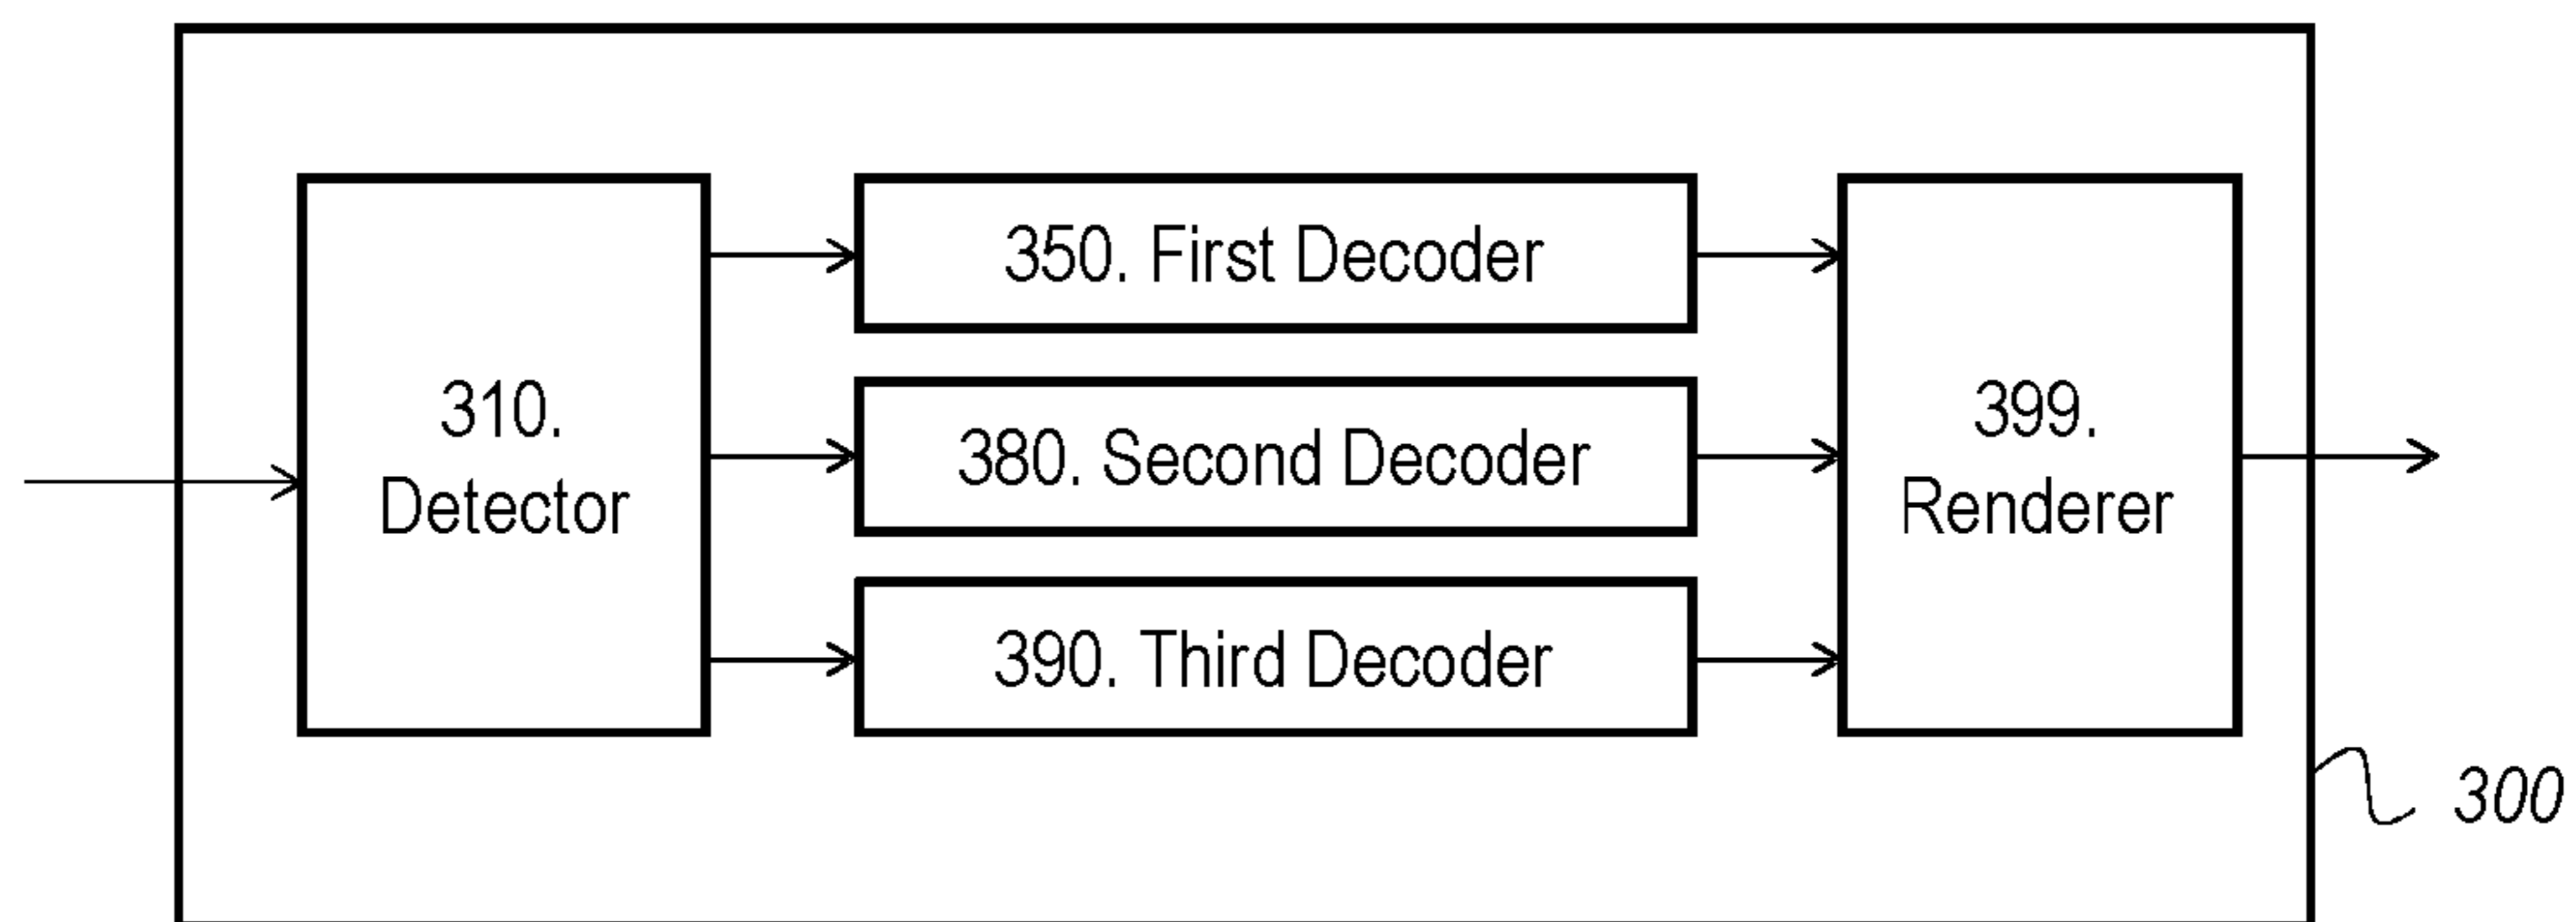 310.
Detector
350. First Decoder
380. Second Decoder
390. Third Decoder
399.
Renderer
300